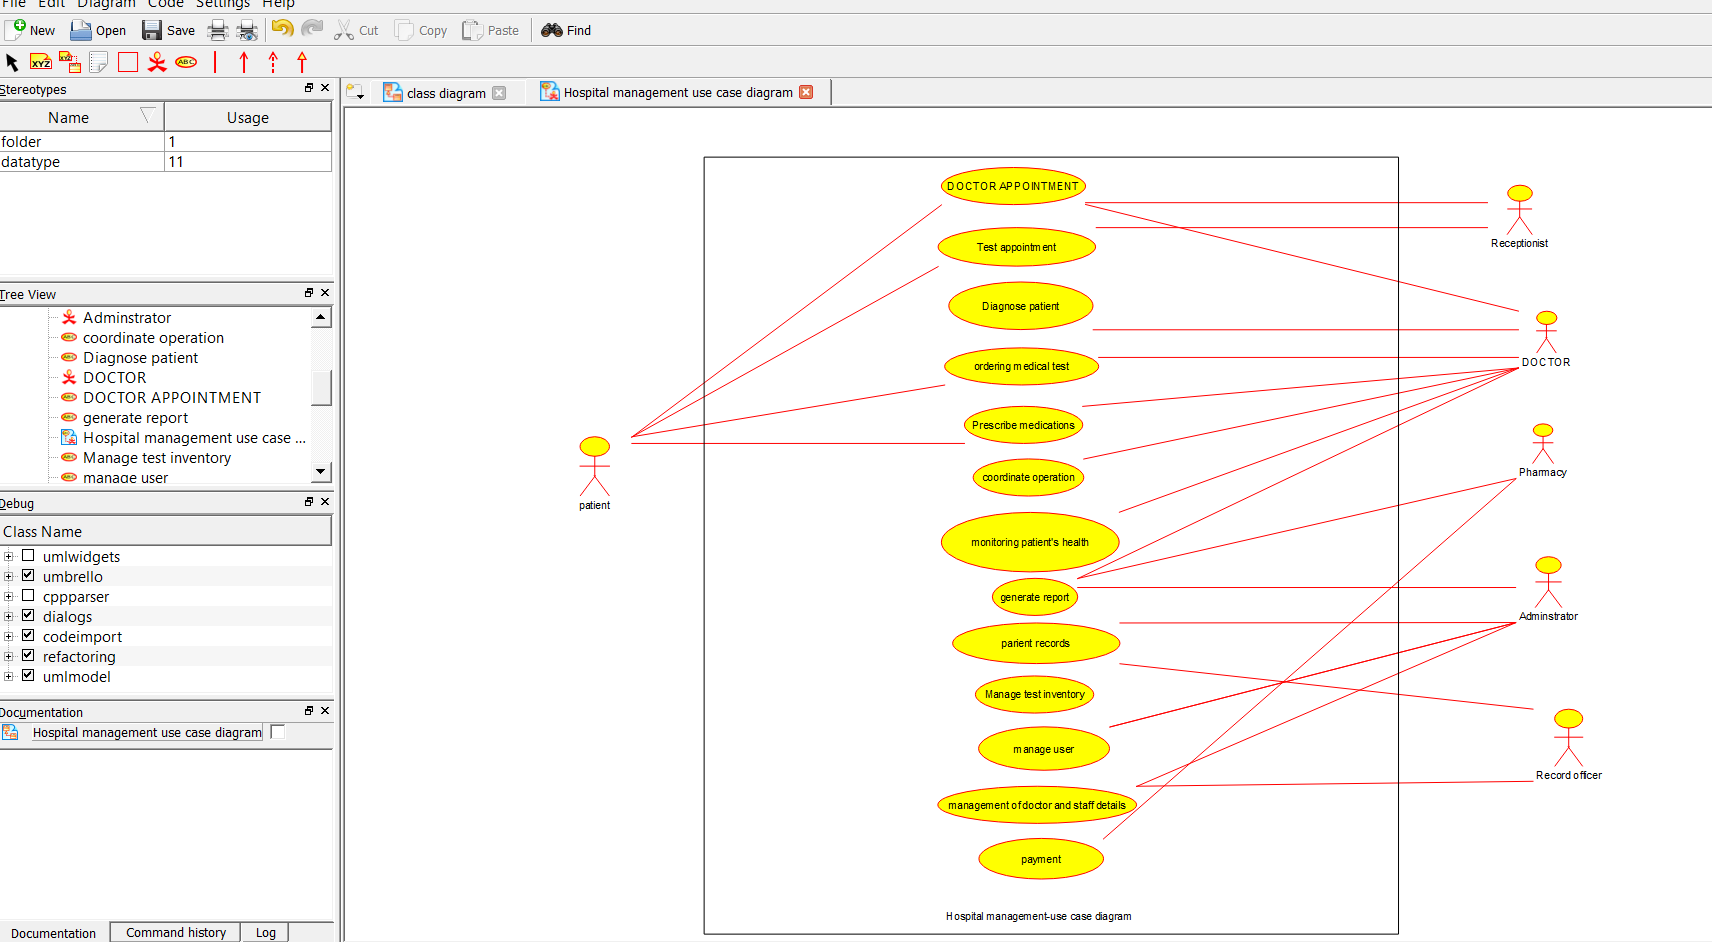 File Edit Diagram Code Settings Help
New Open Save Cut Copy Paste Find
XYZ XYZ ABC
Stereotypes
class diagram Hospital management use case diagram
Name Usage
folder 1
datatype 11
Tree View
Adminstrator
coordinate operation
Diagnose patient
DOCTOR
DOCTOR APPOINTMENT
generate report
Hospital management use case ...
Manage test inventory
manage user
Debug
Class Name
umlwidgets
umbrello
cppparser
dialogs
codeimport
refactoring
umlmodel
Documentation
Hospital management use case diagram
Documentation Command history Log
DOCTOR APPOINTMENT
Test appointment
Diagnose patient
ordering medical test
Prescribe medications
coordinate operation
monitoring patient's health
generate report
parient records
Manage test inventory
manage user
management of doctor and staff details
payment
Hospital management-use case diagram
patient
Receptionist
DOCTOR
Pharmacy
Adminstrator
Record officer